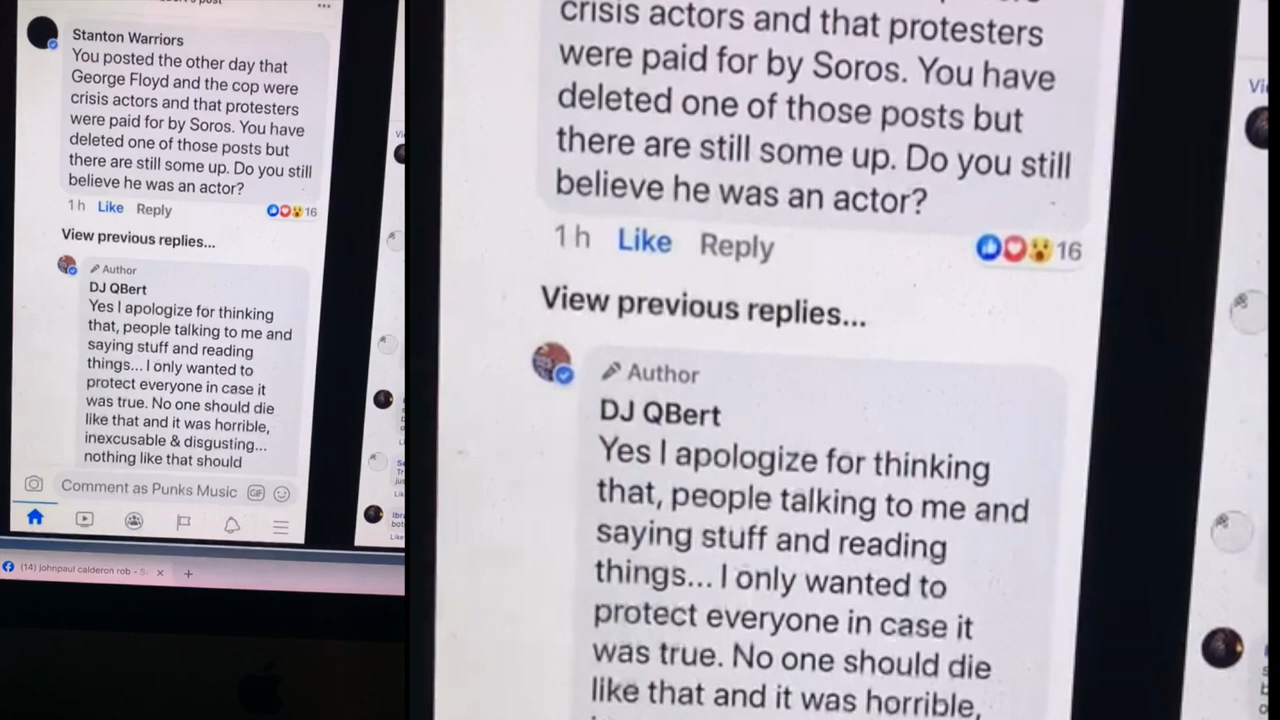 Stanton Warriors
You posted the other day that
George Floyd and the cop were
crisis actors and that protesters
were paid for by Soros. You have
deleted one of those posts but
there are still some up. Do you still
believe he was an actor?
1 h Like Reply 16
View previous replies...
Author
DJ QBert
Yes I apologize for thinking
that, people talking to me and
saying stuff and reading
things... I only wanted to
protect everyone in case it
was true. No one should die
like that and it was horrible,
inexcusable & disgusting...
nothing like that should
Comment as Punks Music GIF
(14) johnpaul calderon rob - S
crisis actors and that protesters
were paid for by Soros. You have
deleted one of those posts but
there are still some up. Do you still
believe he was an actor?
1 h Like Reply 16
View previous replies...
Author
DJ QBert
Yes I apologize for thinking
that, people talking to me and
saying stuff and reading
things... I only wanted to
protect everyone in case it
was true. No one should die
like that and it was horrible,